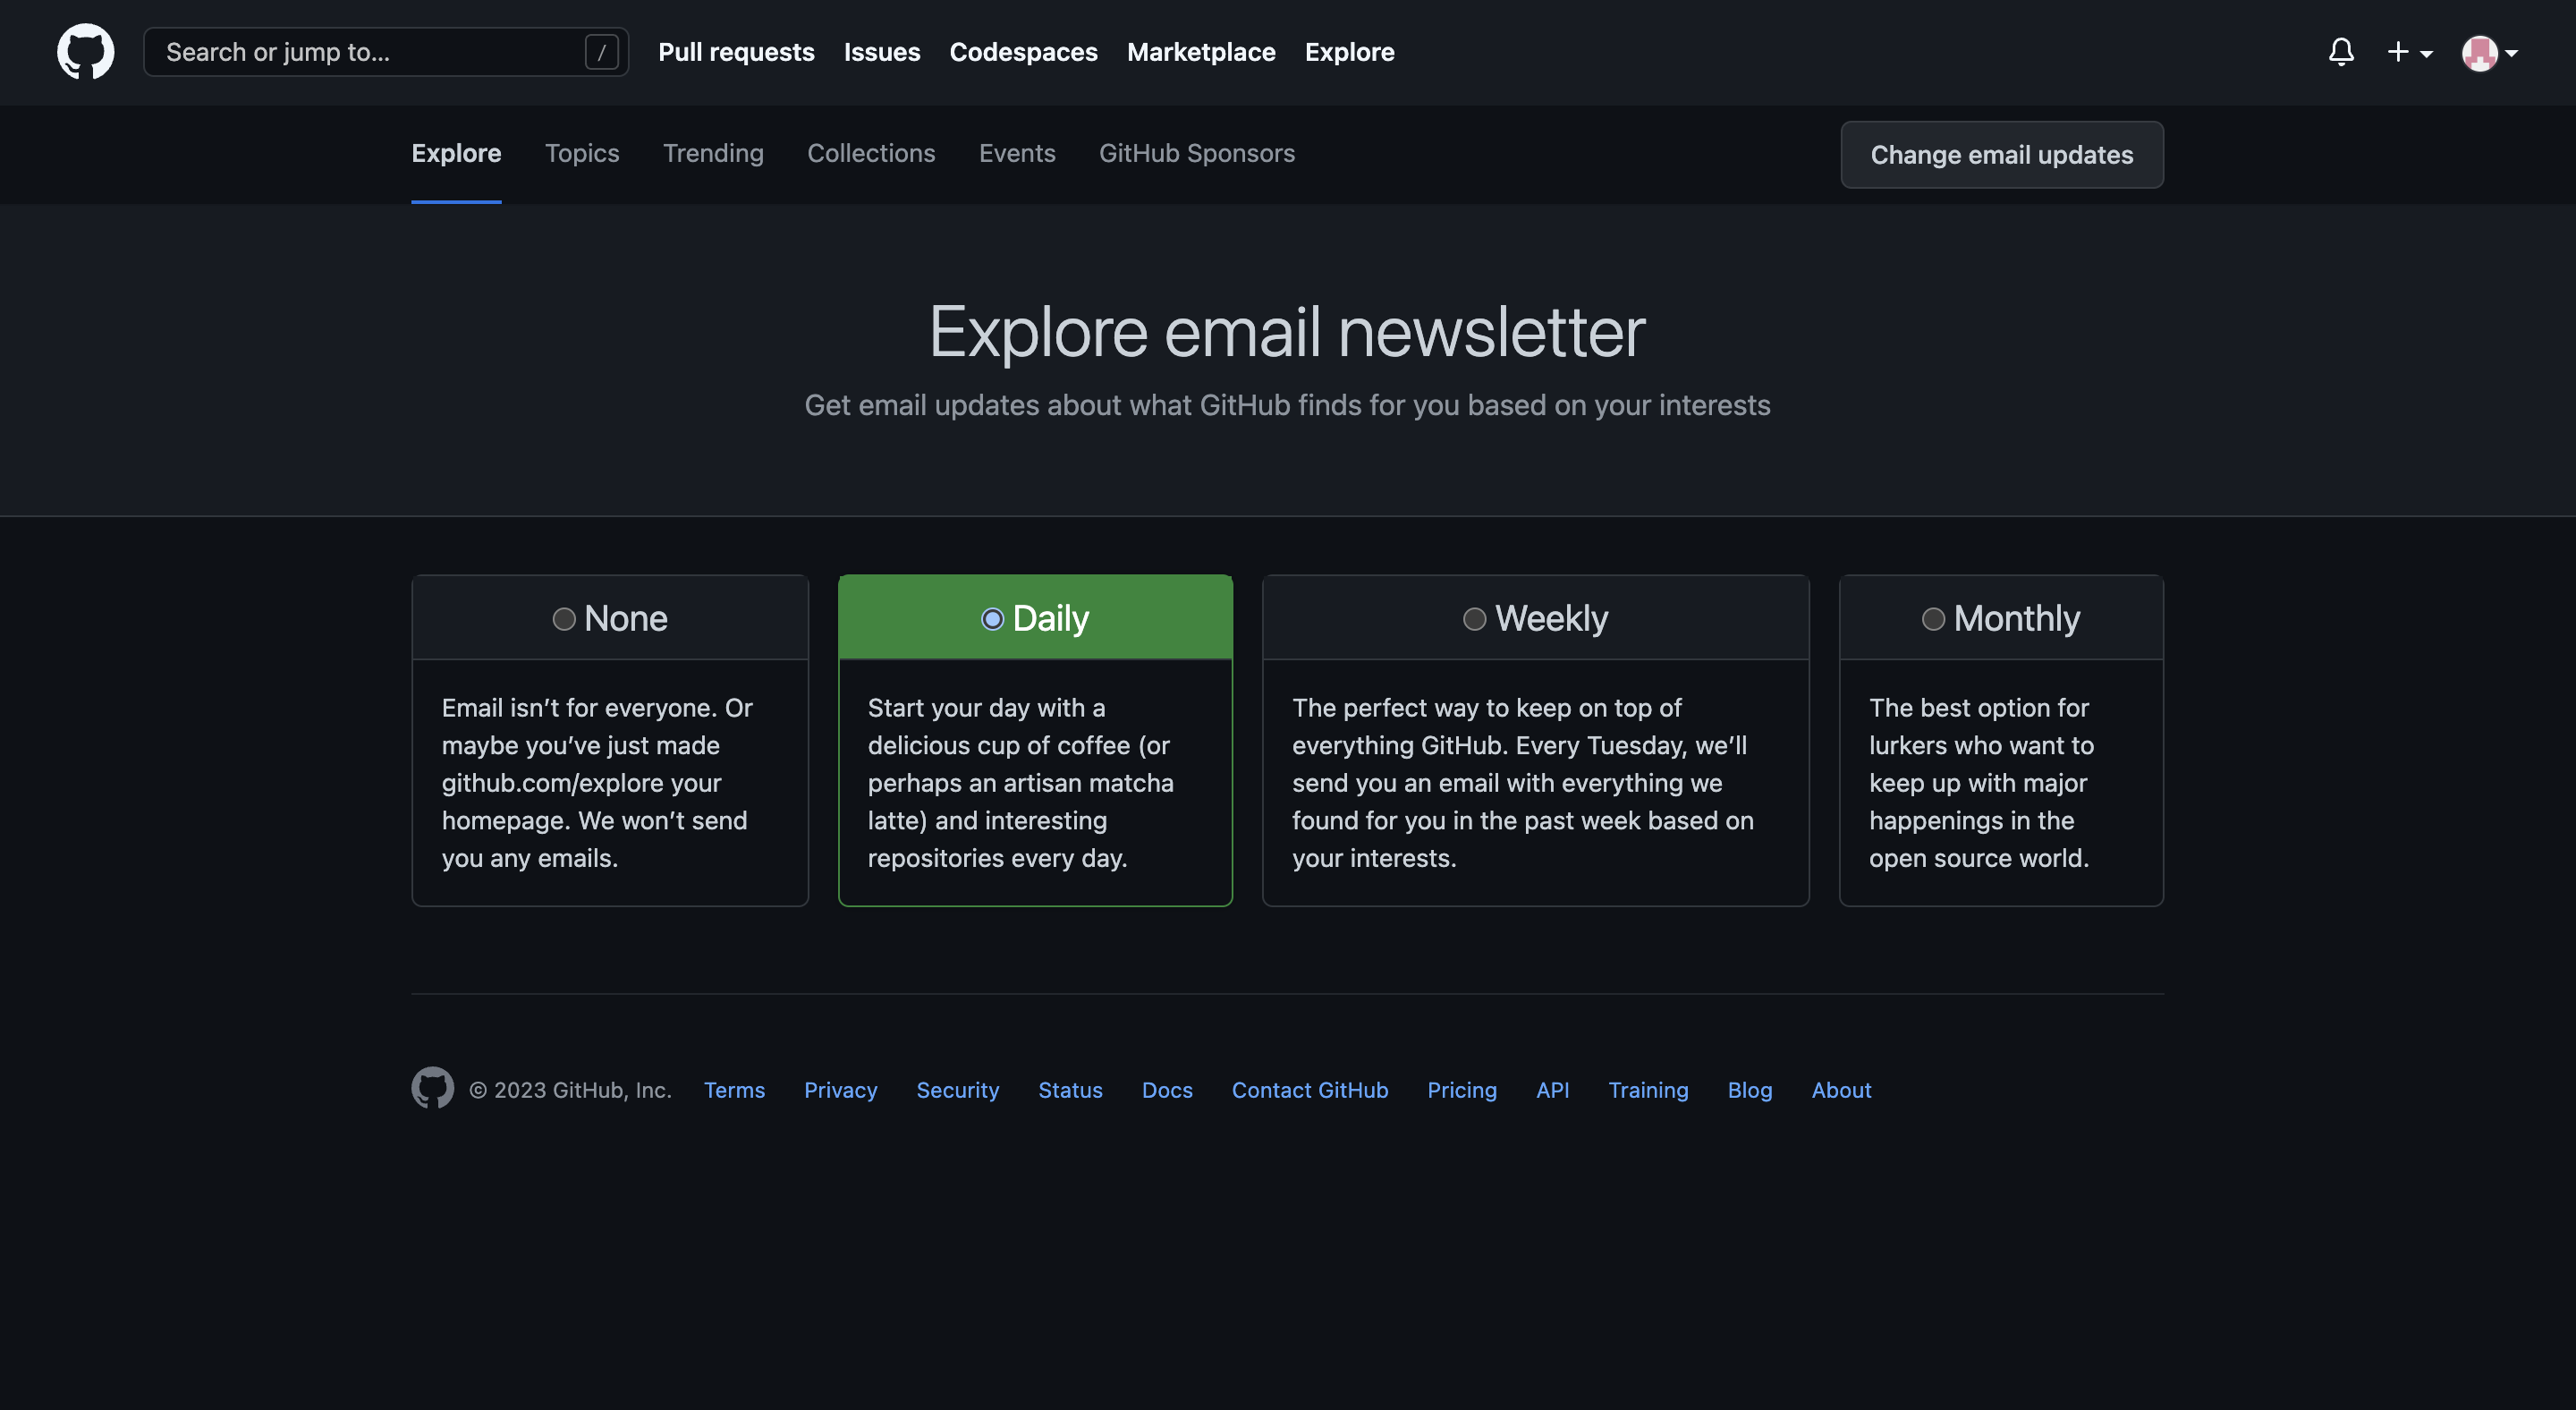 Search or jump to... /
Pull requests Issues Codespaces Marketplace Explore
Explore Topics Trending Collections Events GitHub Sponsors
Change email updates
Explore email newsletter
Get email updates about what GitHub finds for you based on your interests
None
Email isn’t for everyone. Or
maybe you’ve just made
github.com/explore your
homepage. We won’t send
you any emails.
Daily
Start your day with a
delicious cup of coffee (or
perhaps an artisan matcha
latte) and interesting
repositories every day.
Weekly
The perfect way to keep on top of
everything GitHub. Every Tuesday, we’ll
send you an email with everything we
found for you in the past week based on
your interests.
Monthly
The best option for
lurkers who want to
keep up with major
happenings in the
open source world.
© 2023 GitHub, Inc. Terms Privacy Security Status Docs Contact GitHub Pricing API Training Blog About